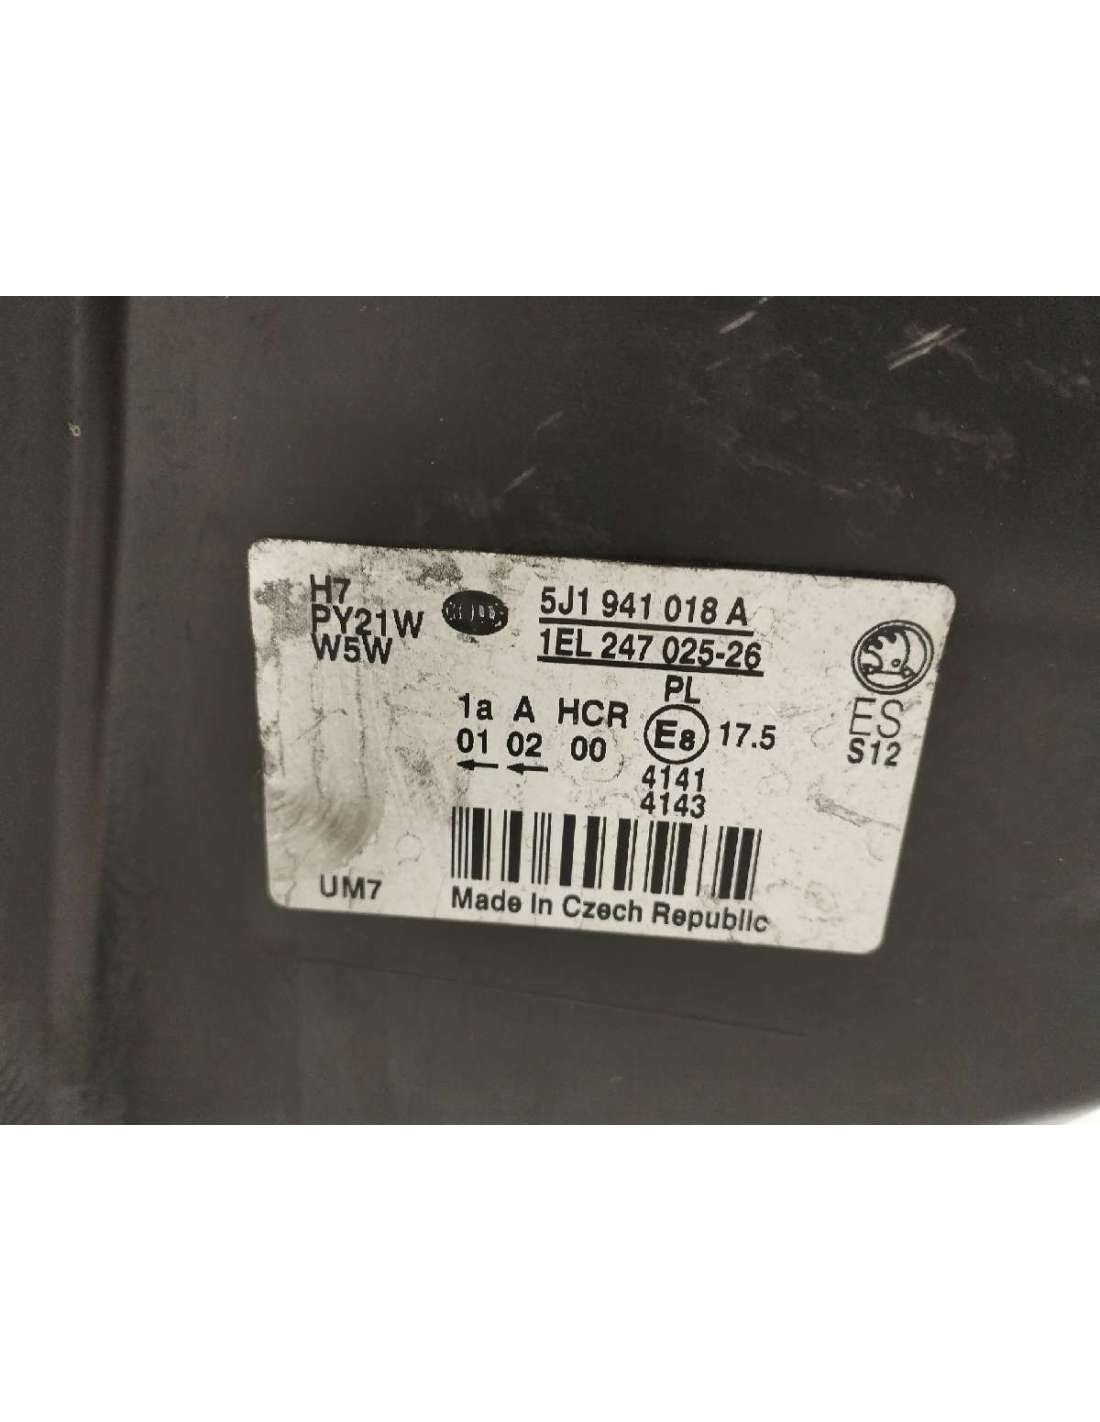 H7
PY21W
W5W
HELLA
5J1 941 018 A
1EL 247 025-26
PL
1a A HCR
01 02 00
E8 17.5
4141
4143
ES
S12
UM7
Made in Czech Republic